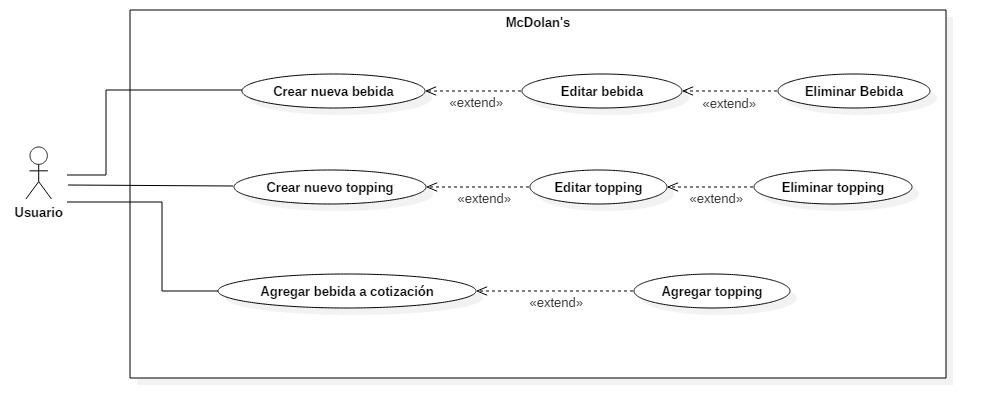 McDolan's
Crear nueva bebida
«extend»
Editar bebida
«extend»
Eliminar Bebida
Usuario
Crear nuevo topping
«extend»
Editar topping
«extend»
Eliminar topping
Agregar bebida a cotización
«extend»
Agregar topping